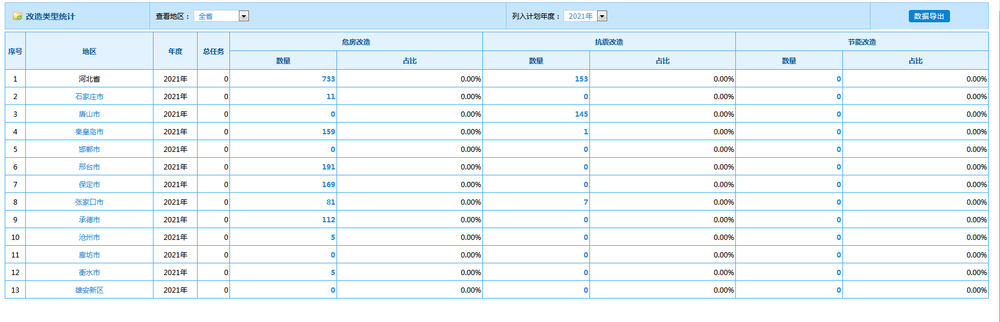 改造类型统计 查看地区： 全省 列入计划年度： 2021年 数据导出
序号 地区 年度 总任务 危房改造 抗震改造 节能改造
数量 占比 数量 占比 数量 占比
1 河北省 2021年 0 733 0.00% 153 0.00% 0 0.00%
2 石家庄市 2021年 0 11 0.00% 0 0.00% 0 0.00%
3 唐山市 2021年 0 0 0.00% 145 0.00% 0 0.00%
4 秦皇岛市 2021年 0 159 0.00% 1 0.00% 0 0.00%
5 邯郸市 2021年 0 0 0.00% 0 0.00% 0 0.00%
6 邢台市 2021年 0 191 0.00% 0 0.00% 0 0.00%
7 保定市 2021年 0 169 0.00% 0 0.00% 0 0.00%
8 张家口市 2021年 0 81 0.00% 7 0.00% 0 0.00%
9 承德市 2021年 0 112 0.00% 0 0.00% 0 0.00%
10 沧州市 2021年 0 5 0.00% 0 0.00% 0 0.00%
11 廊坊市 2021年 0 0 0.00% 0 0.00% 0 0.00%
12 衡水市 2021年 0 5 0.00% 0 0.00% 0 0.00%
13 雄安新区 2021年 0 0 0.00% 0 0.00% 0 0.00%